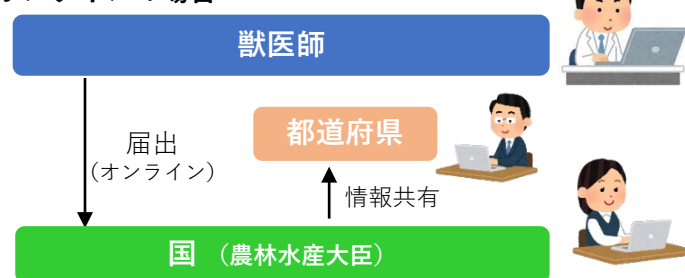 獣医師
届出
(オンライン)
都道府県
情報共有
国 (農林水産大臣)